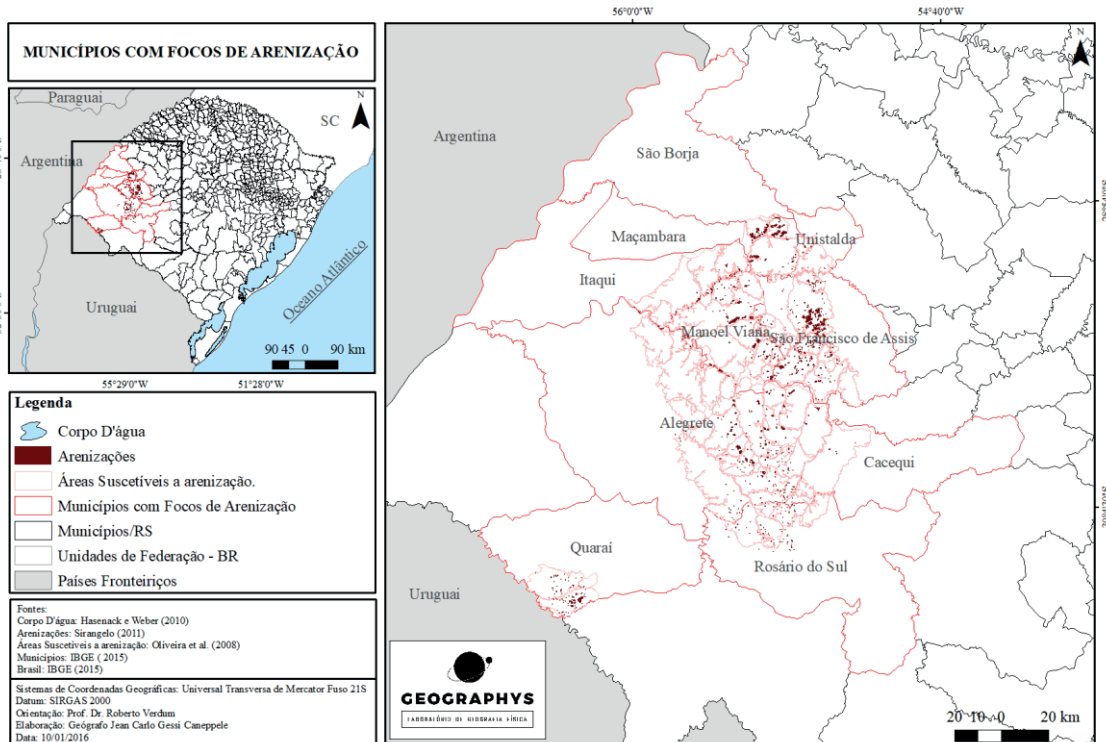 MUNICÍPIOS COM FOCOS DE ARENIZAÇÃO
Paraguai
N
SC
Argentina
Uruguai
Oceano Atlântico
90 45 0 90 km
55°29'0"W 51°28'0"W
Legenda
Corpo D'água
Arenizações
Áreas Suscetíveis a arenização.
Municípios com Focos de Arenização
Municípios/RS
Unidades de Federação - BR
Países Fronteiriços
Fontes:
Corpo D'água: Hasenack e Weber (2010)
Arenizações: Sirangelo (2011)
Áreas Suscetíveis a arenização: Oliveira et al. (2008)
Municipios: IBGE ( 2015)
Brasil: IBGE (2015)
Sistemas de Coordenadas Geográficas: Universal Transversa de Mercator Fuso 21S
Datum: SIRGAS 2000
Orientação: Prof. Dr. Roberto Verdum
Elaboração: Geógrafo Jean Carlo Gessi Caneppele
Data: 10/01/2016
56°0'0"W 54°40'0"W
N
Argentina
São Borja
Maçambara
Unistalda
Itaqui
Manoel Viana
São Francisco de Assis
Alegrete
Cacequi
Quaraí
Rosário do Sul
Uruguai
GEOGRAPHYS
LABORATÓRIO DE GEOGRAFIA FÍSICA
20 10 0 20 km